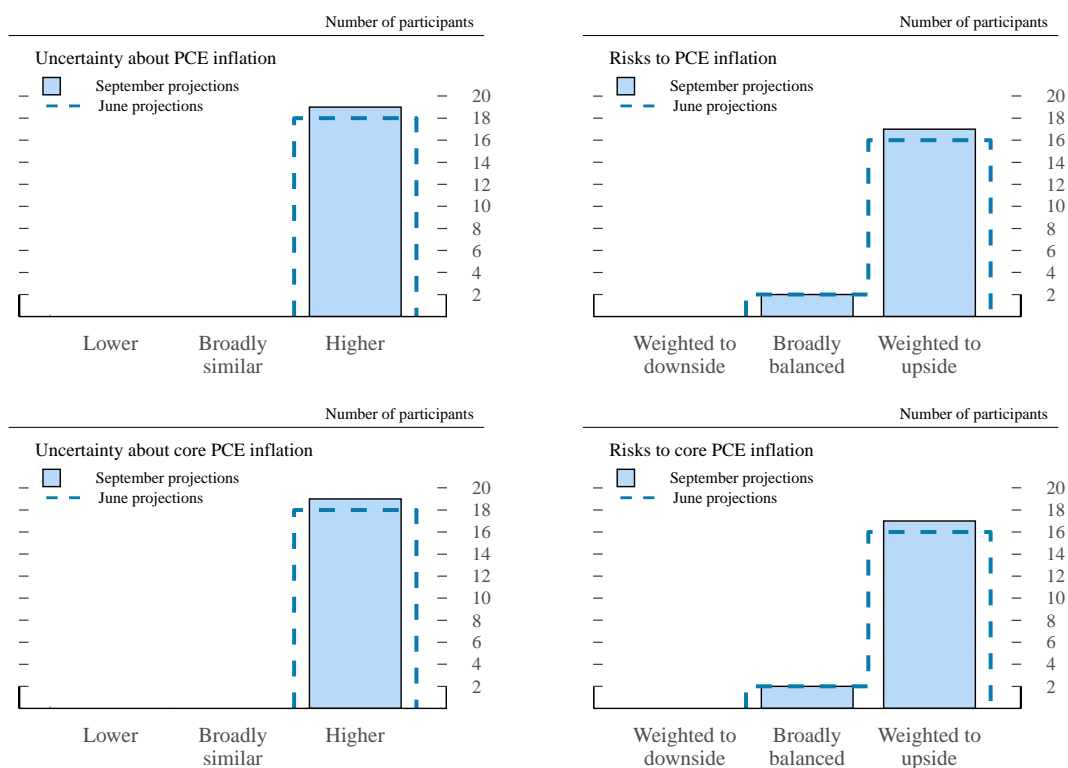 Number of participants
Uncertainty about PCE inflation
September projections
June projections
20
18
16
14
12
10
8
6
4
2
Lower
Broadly
similar
Higher
Number of participants
Risks to PCE inflation
September projections
June projections
20
18
16
14
12
10
8
6
4
2
Weighted to
downside
Broadly
balanced
Weighted to
upside
Number of participants
Uncertainty about core PCE inflation
September projections
June projections
20
18
16
14
12
10
8
6
4
2
Lower
Broadly
similar
Higher
Number of participants
Risks to core PCE inflation
September projections
June projections
20
18
16
14
12
10
8
6
4
2
Weighted to
downside
Broadly
balanced
Weighted to
upside